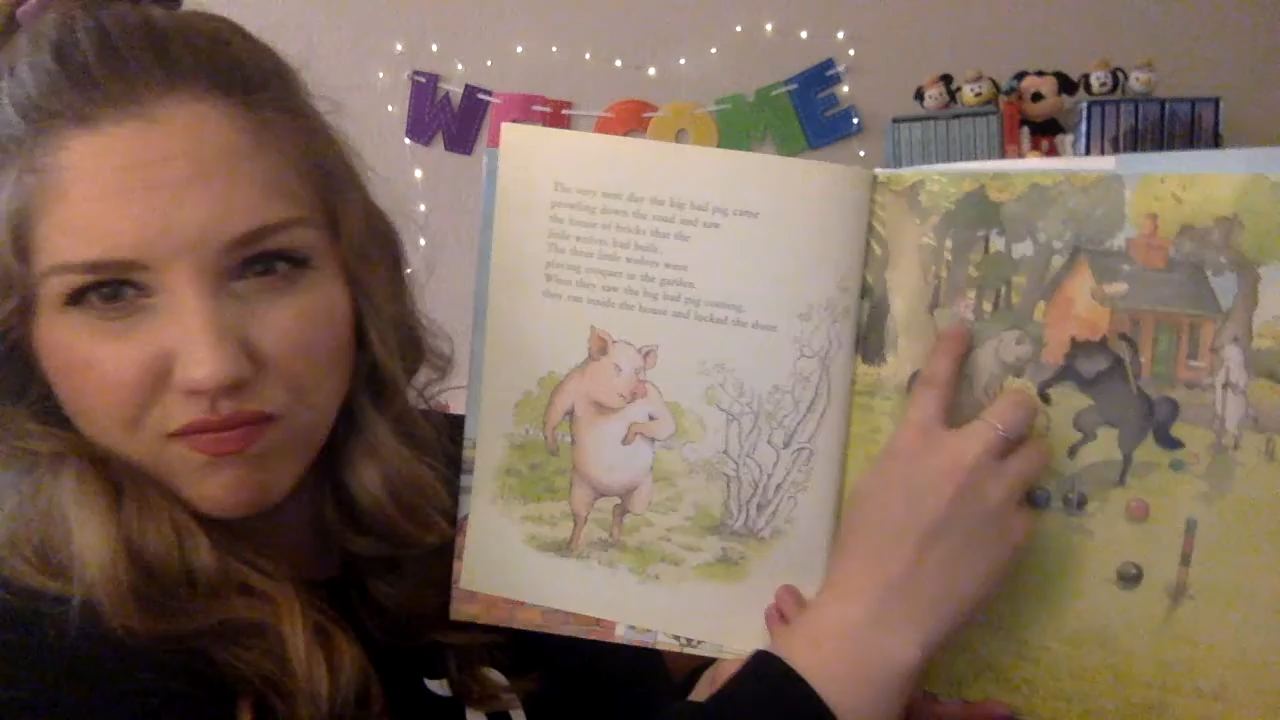 WELCOME
The very next day the big bad pig came
prowling down the road and saw
the house of bricks that the
little wolves had built.
The three little wolves were
playing croquet in the garden.
When they saw the big bad pig coming,
they ran inside the house and locked the door.